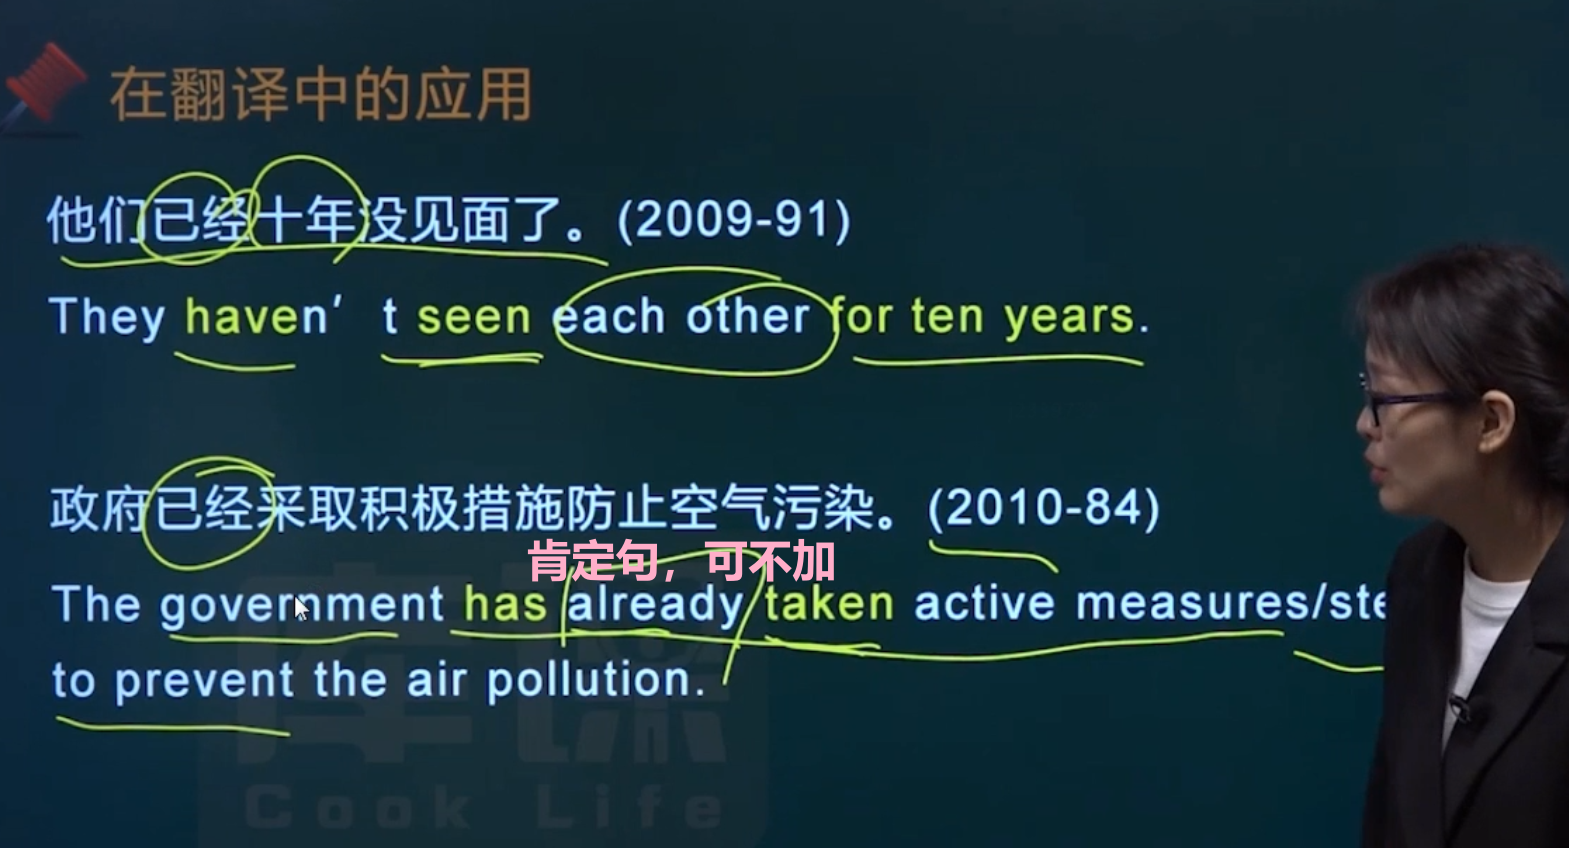 在翻译中的应用
他们已经十年没见面了。(2009-91)
They haven' t seen each other for ten years.
政府已经采取积极措施防止空气污染。(2010-84)
肯定句，可不加
The government has already taken active measures/ste
to prevent the air pollution.
库课
Cook Life